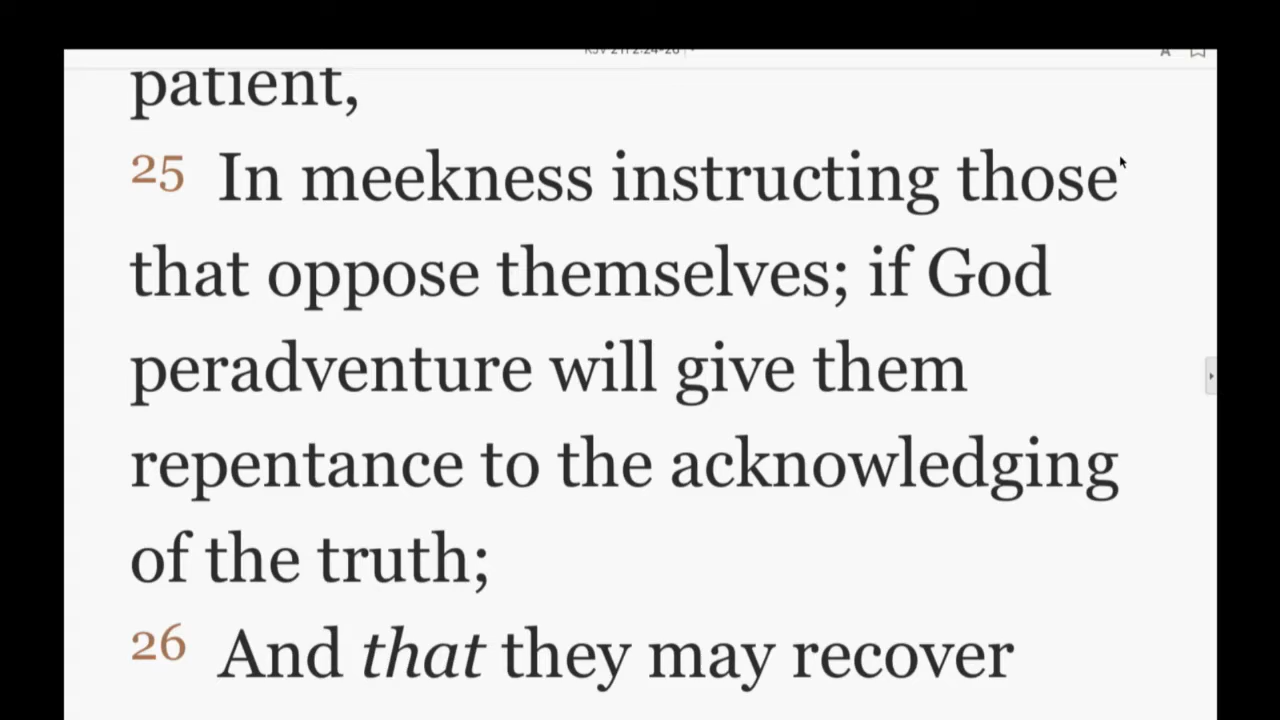 patient,
25 In meekness instructing those
that oppose themselves; if God
peradventure will give them
repentance to the acknowledging
of the truth;
26 And that they may recover